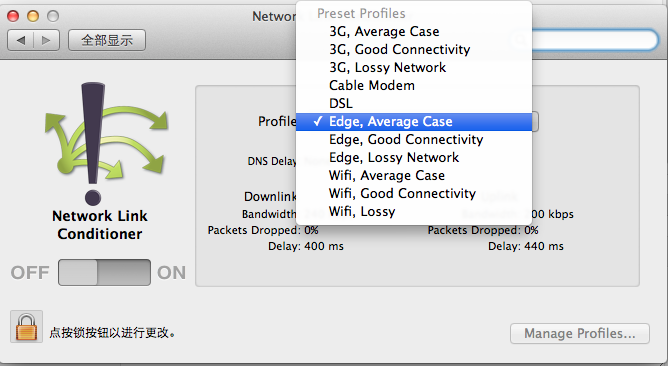 Networ
全部显示
Preset Profiles
3G, Average Case
3G, Good Connectivity
3G, Lossy Network
Cable Modem
DSL
✓ Edge, Average Case
Edge, Good Connectivity
Edge, Lossy Network
Wifi, Average Case
Wifi, Good Connectivity
Wifi, Lossy
Profile
DNS Delay
Downlink
Bandwidth:
Packets Dropped: 0%
Delay: 400 ms
00 kbps
Packets Dropped: 0%
Delay: 440 ms
Network Link
Conditioner
OFF ON
点按锁按钮以进行更改。
Manage Profiles...